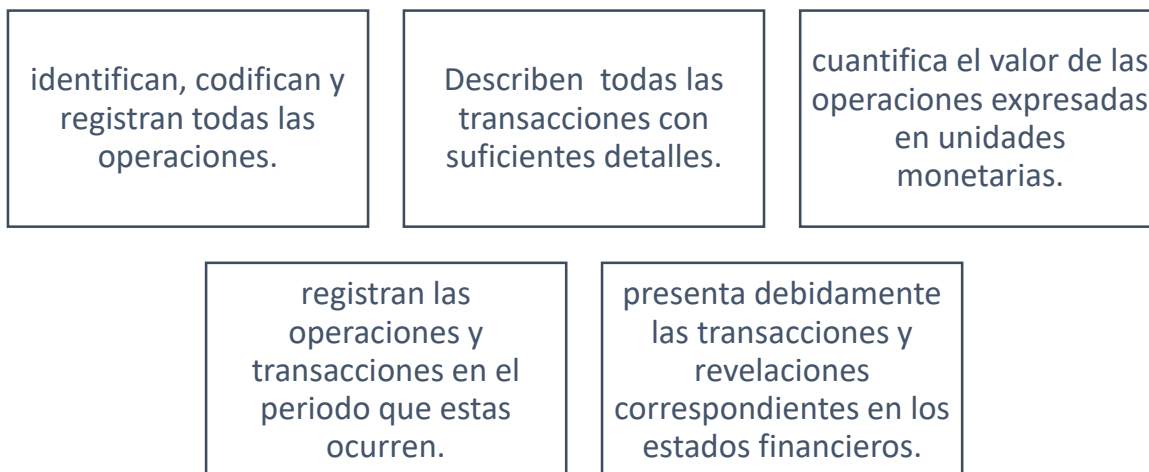 identifican, codifican y
registran todas las
operaciones.
Describen todas las
transacciones con
suficientes detalles.
cuantifica el valor de las
operaciones expresadas
en unidades
monetarias.
registran las
operaciones y
transacciones en el
periodo que estas
ocurren.
presenta debidamente
las transacciones y
revelaciones
correspondientes en los
estados financieros.